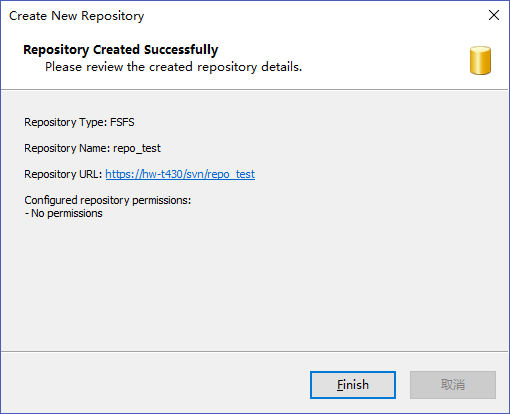 Create New Repository
Repository Created Successfully
Please review the created repository details.
Repository Type: FSFS
Repository Name: repo_test
Repository URL: https://hw-t430/svn/repo_test
Configured repository permissions:
- No permissions
Finish
取消